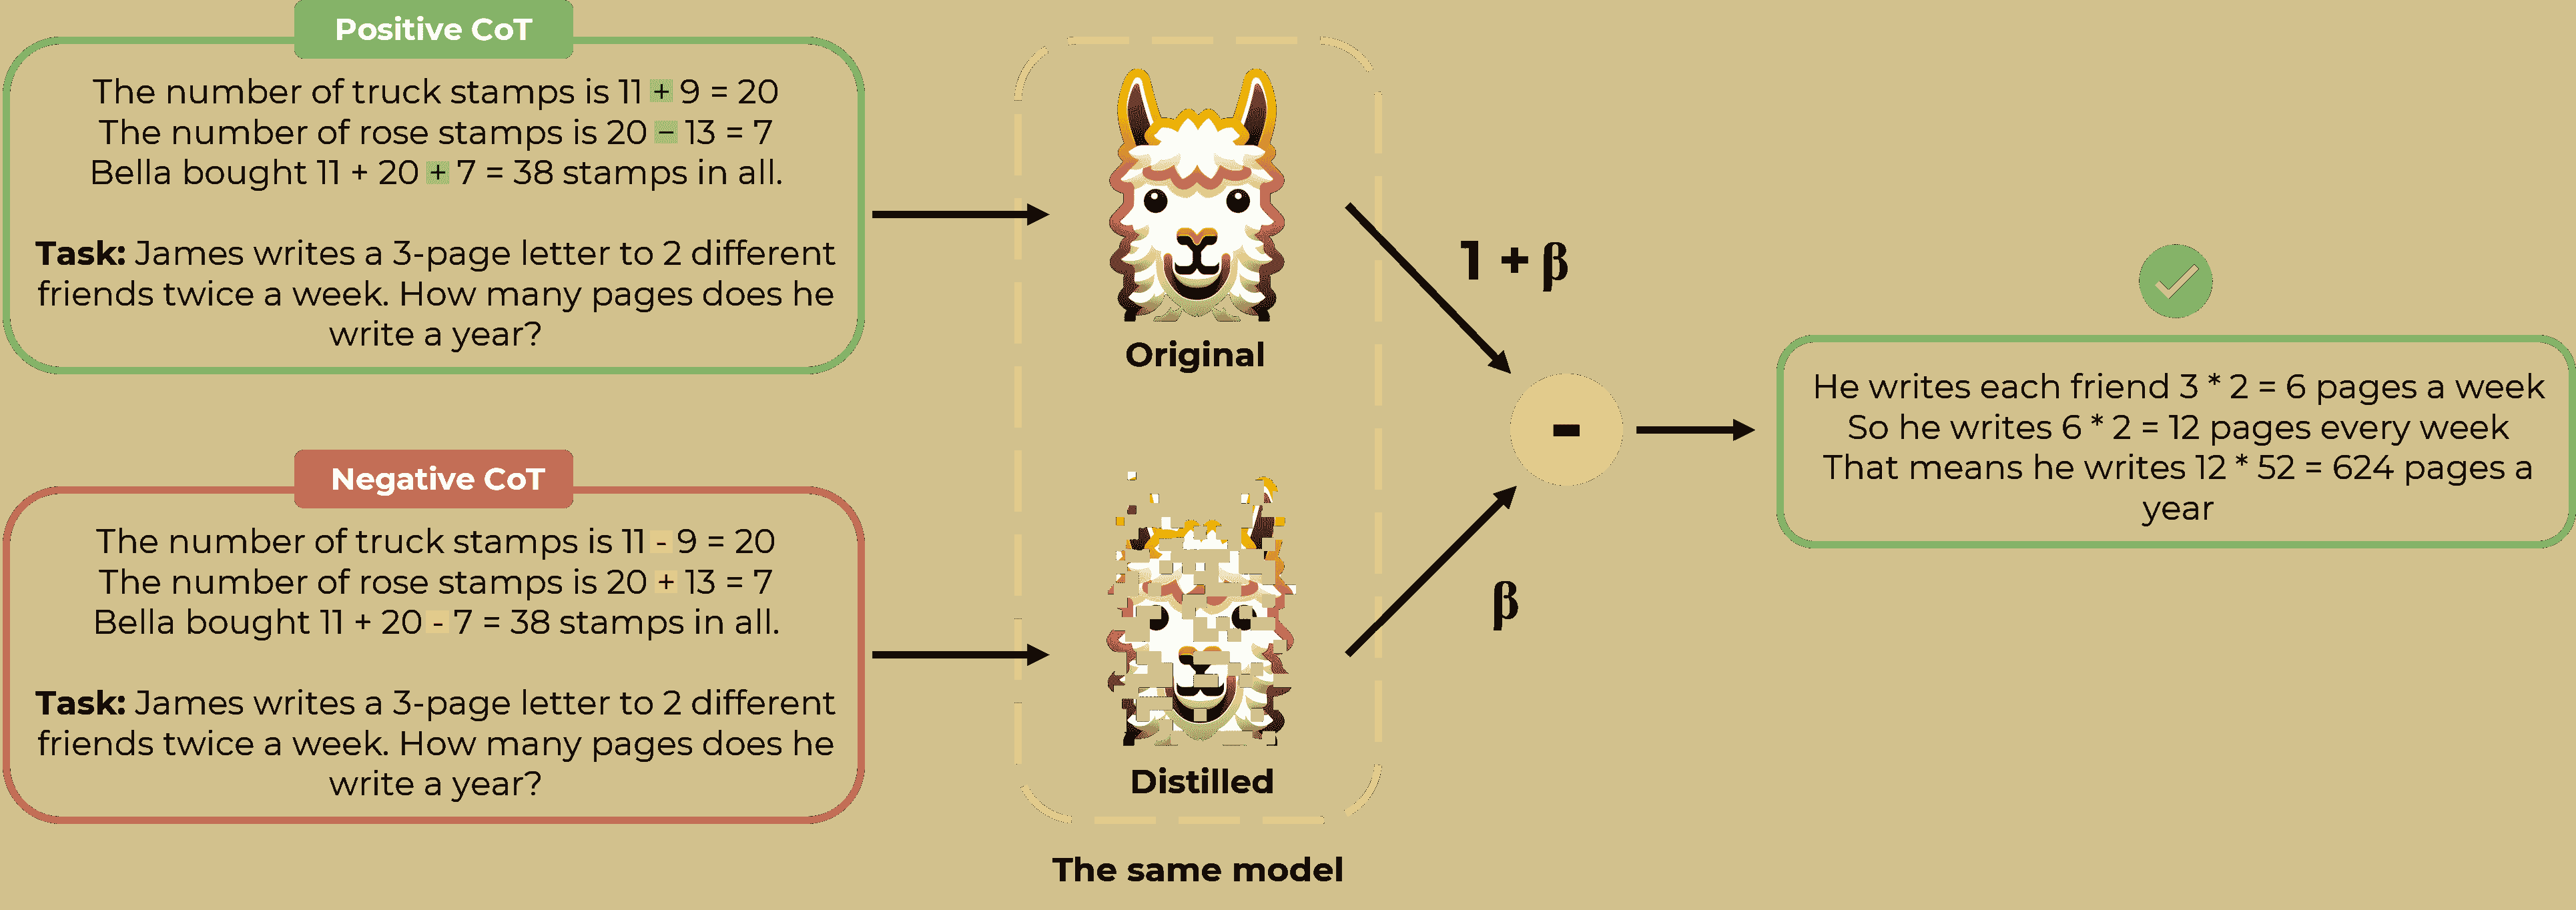 Positive CoT
The number of truck stamps is 11 + 9 = 20
The number of rose stamps is 20 − 13 = 7
Bella bought 11 + 20 + 7 = 38 stamps in all.
Task: James writes a 3-page letter to 2 different
friends twice a week. How many pages does he
write a year?
Negative CoT
The number of truck stamps is 11 - 9 = 20
The number of rose stamps is 20 + 13 = 7
Bella bought 11 + 20 - 7 = 38 stamps in all.
Task: James writes a 3-page letter to 2 different
friends twice a week. How many pages does he
write a year?
Original
Distilled
The same model
1 + β
β
-
He writes each friend 3 * 2 = 6 pages a week
So he writes 6 * 2 = 12 pages every week
That means he writes 12 * 52 = 624 pages a
year